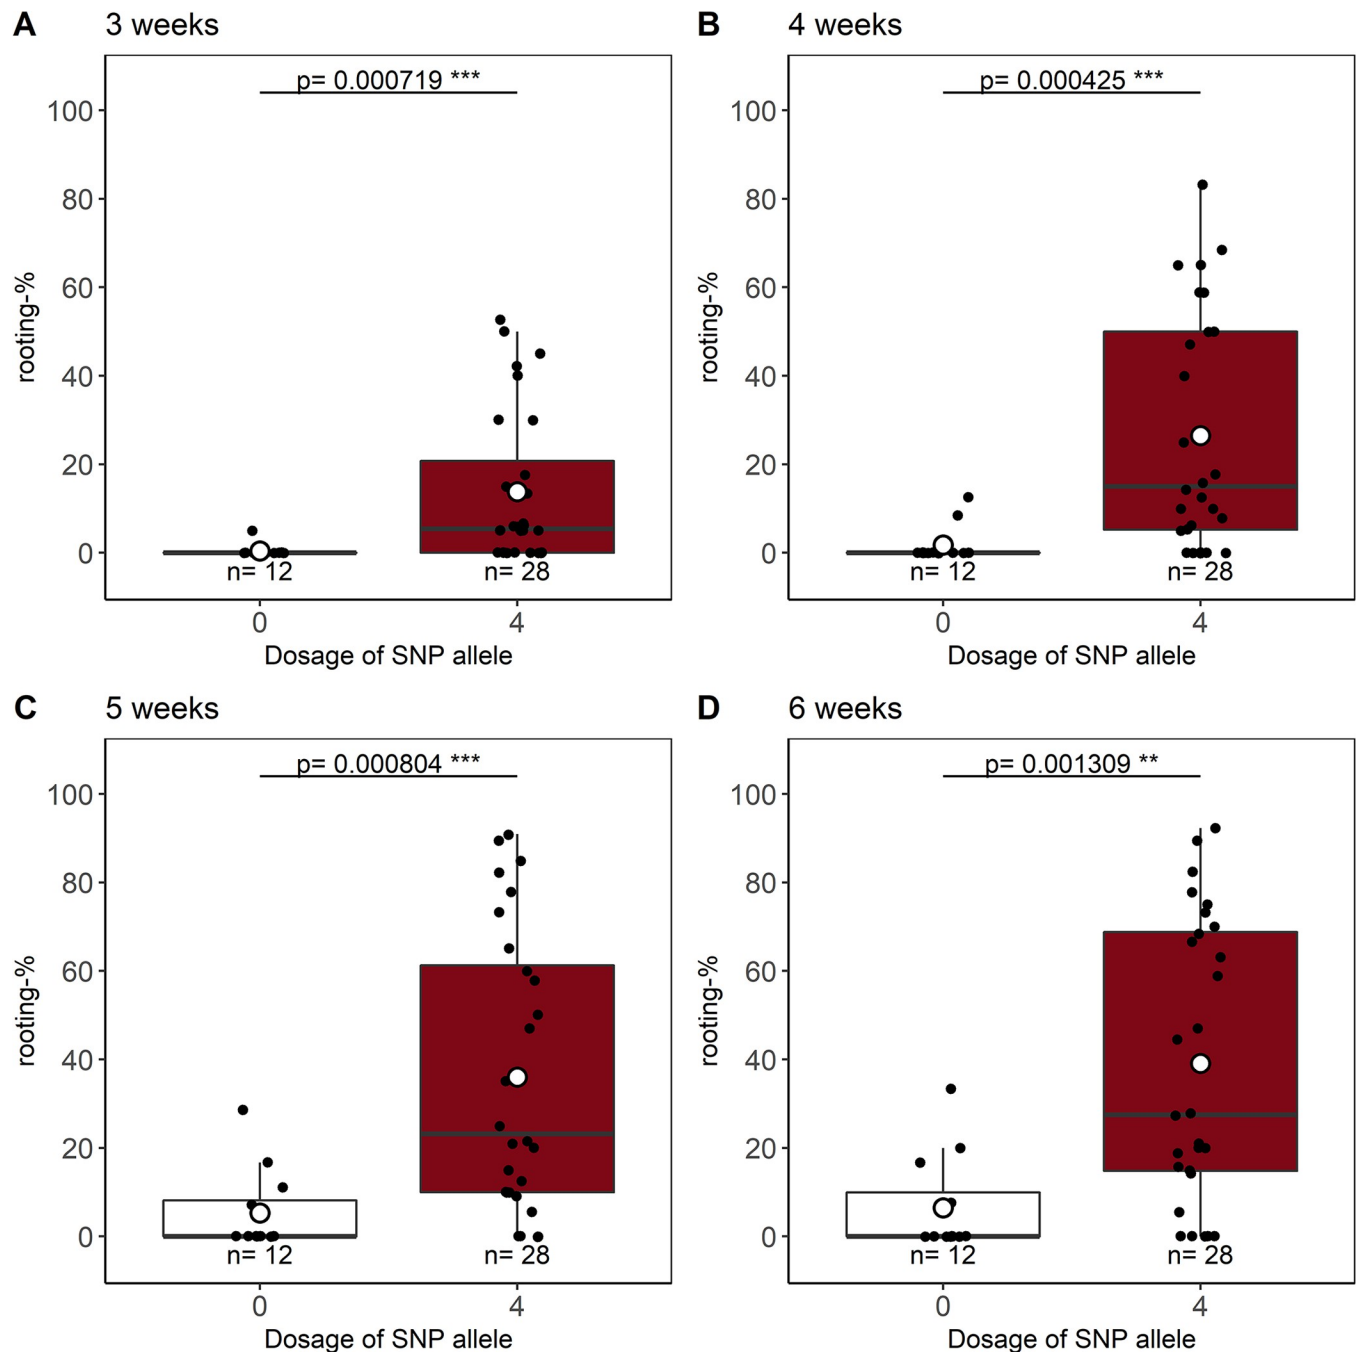 A 3 weeks
p= 0.000719 ***
100
80
60
40
20
0
rooting-%
n= 12 n= 28
0 4
Dosage of SNP allele
B 4 weeks
p= 0.000425 ***
100
80
60
40
20
0
rooting-%
n= 12 n= 28
0 4
Dosage of SNP allele
C 5 weeks
p= 0.000804 ***
100
80
60
40
20
0
rooting-%
n= 12 n= 28
0 4
Dosage of SNP allele
D 6 weeks
p= 0.001309 **
100
80
60
40
20
0
rooting-%
n= 12 n= 28
0 4
Dosage of SNP allele